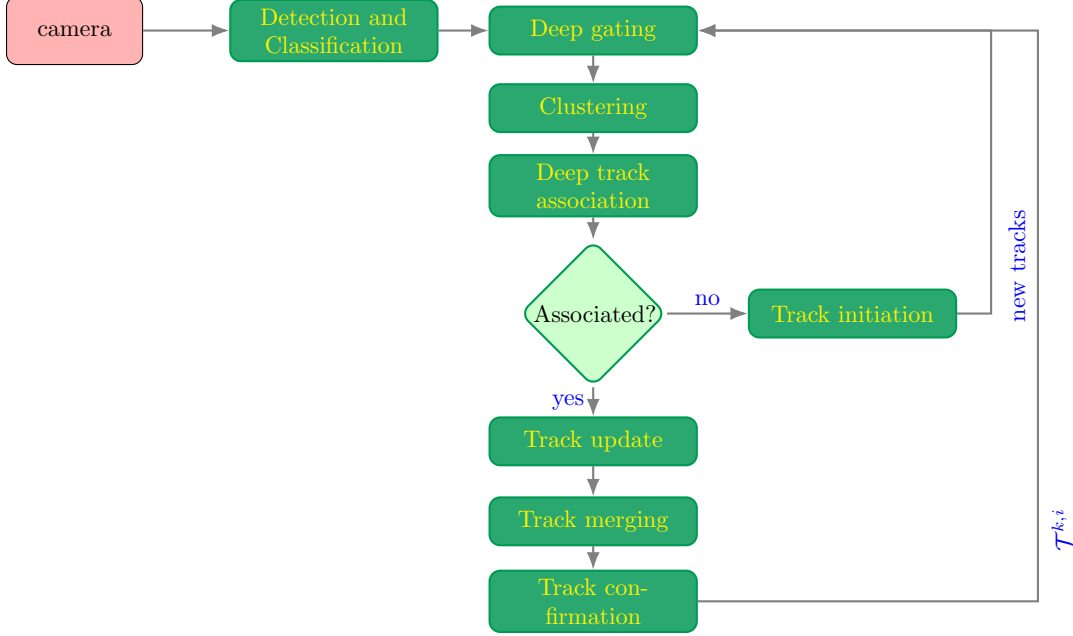 camera
Detection and
Classification
Deep gating
Clustering
Deep track
association
Associated?
no
Track initiation
new tracks
yes
Track update
Track merging
$\mathcal{T}^{k,i}$
Track con-
firmation